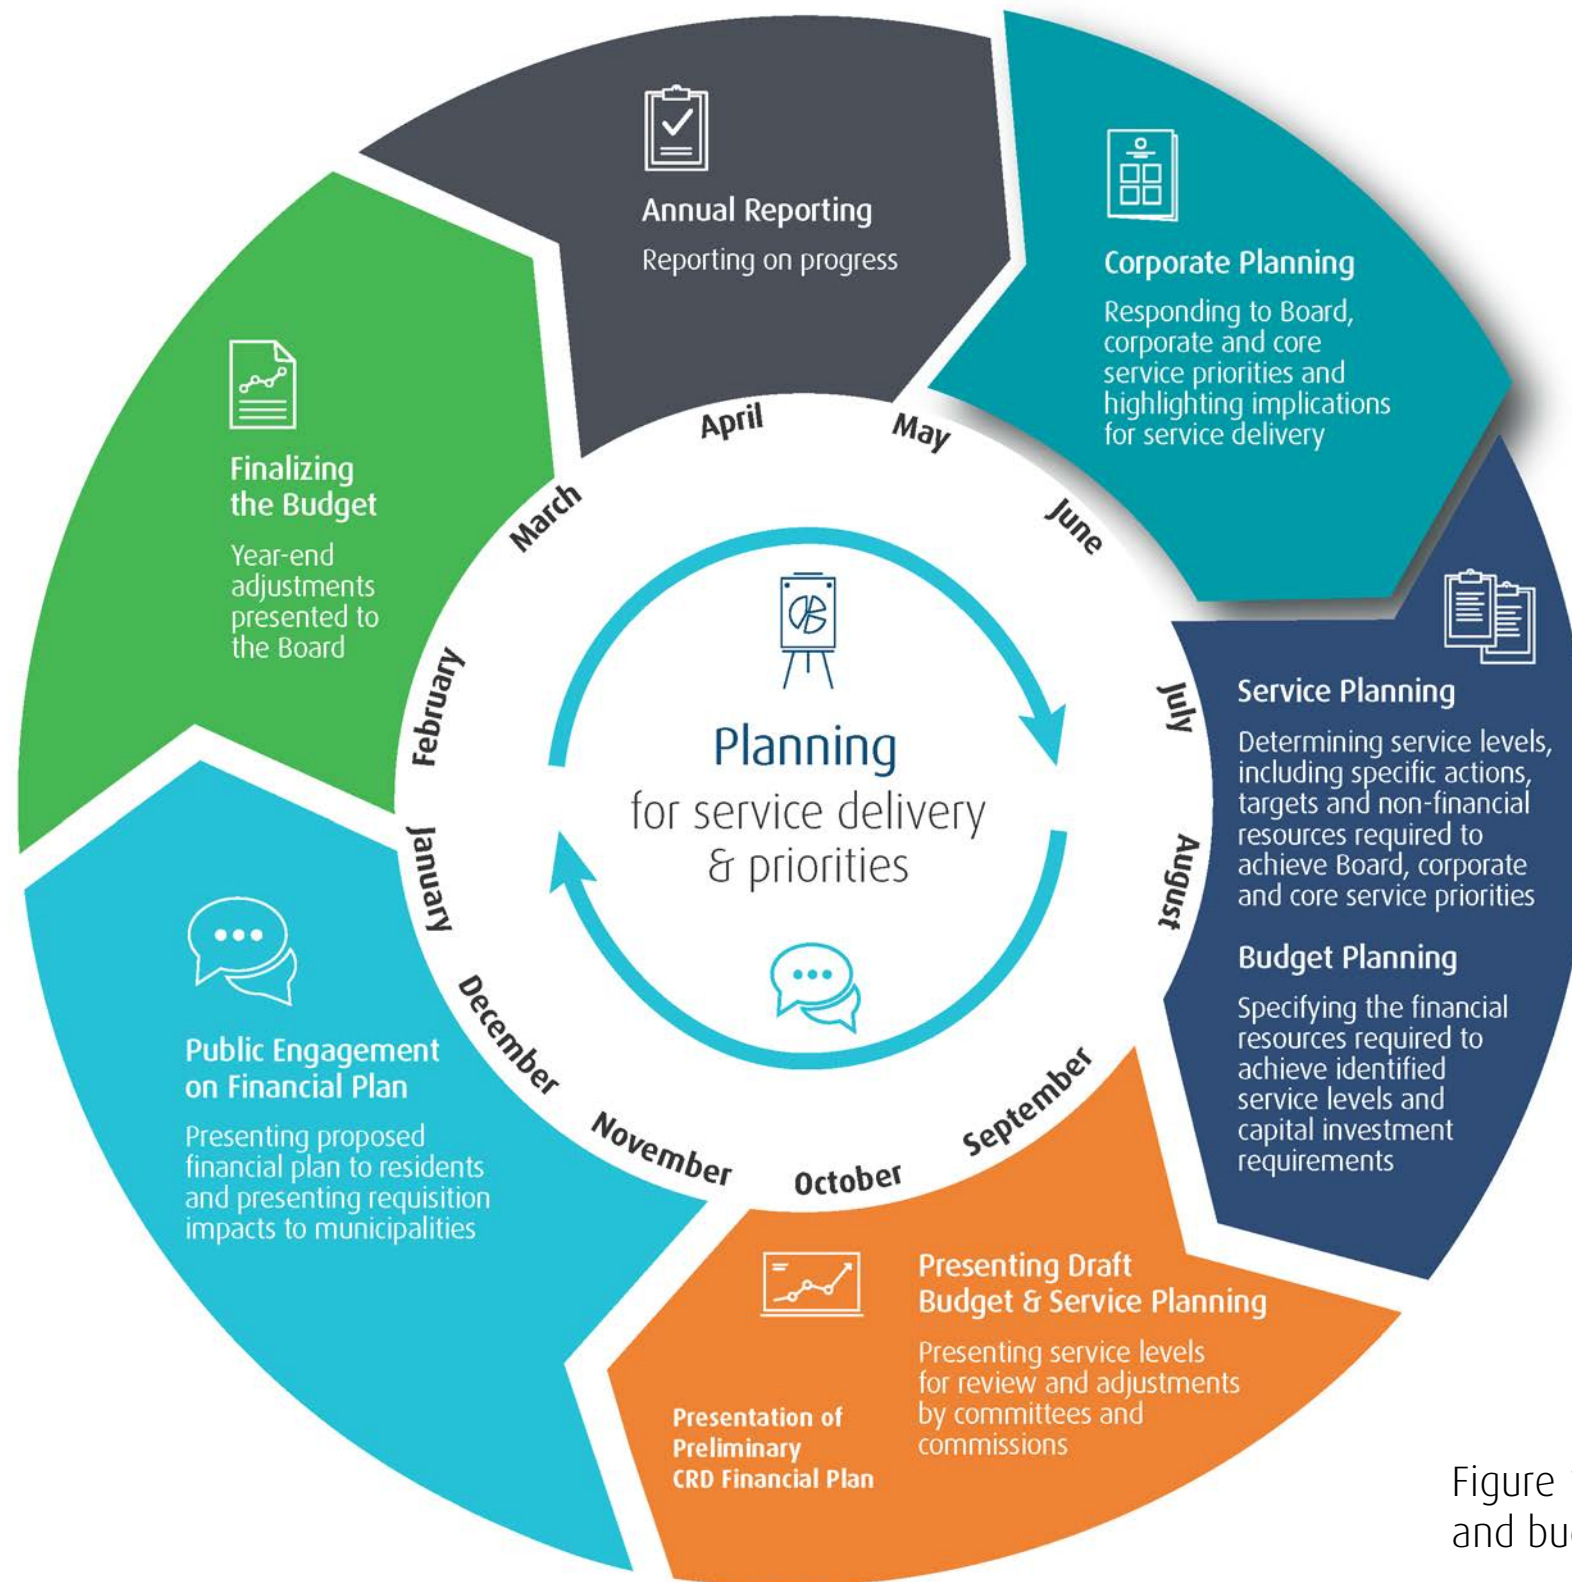 Annual Reporting
Reporting on progress
Corporate Planning
Responding to Board,
corporate and core
service priorities and
highlighting implications
for service delivery
Service Planning
Determining service levels,
including specific actions,
targets and non-financial
resources required to
achieve Board, corporate
and core service priorities
Budget Planning
Specifying the financial
resources required to
achieve identified
service levels and
capital investment
requirements
Presenting Draft
Budget & Service Planning
Presenting service levels
for review and adjustments
by committees and
commissions
Presentation of
Preliminary
CRD Financial Plan
Public Engagement
on Financial Plan
Presenting proposed
financial plan to residents
and presenting requisition
impacts to municipalities
Finalizing
the Budget
Year-end
adjustments
presented to
the Board
January
February
March
April
May
June
July
August
September
October
November
December
Planning
for service delivery
& priorities
Figure
and